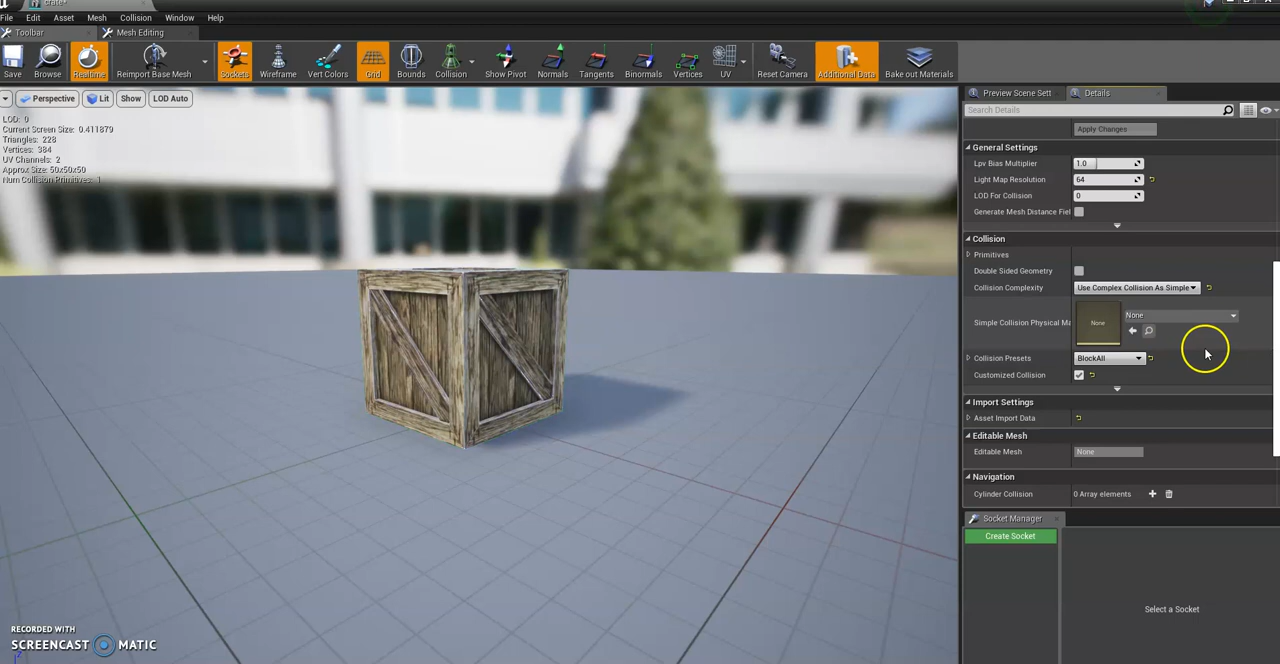 crate*
File Edit Asset Mesh Collision Window Help
Toolbar Mesh Editing
Save Browse Realtime Reimport Base Mesh Sockets Wireframe Vert Colors Grid Bounds Collision Show Pivot Normals Tangents Binormals Vertices UV Reset Camera Additional Data Bake out Materials
Perspective Lit Show LOD Auto
LOD: 0
Current Screen Size: 0.411879
Triangles: 228
Vertices: 384
UV Channels: 2
Approx Size: 50x50x50
Num Collision Primitives: 1
Preview Scene Sett Details
Search Details
Apply Changes
General Settings
Lpv Bias Multiplier 1.0
Light Map Resolution 64
LOD For Collision 0
Generate Mesh Distance Fiel
Collision
Primitives
Double Sided Geometry
Collision Complexity Use Complex Collision As Simple
Simple Collision Physical Ma None None
Collision Presets BlockAll
Customized Collision
Import Settings
Asset Import Data
Editable Mesh
Editable Mesh None
Navigation
Cylinder Collision 0 Array elements
Socket Manager
Create Socket
Select a Socket
RECORDED WITH
SCREENCAST MATIC